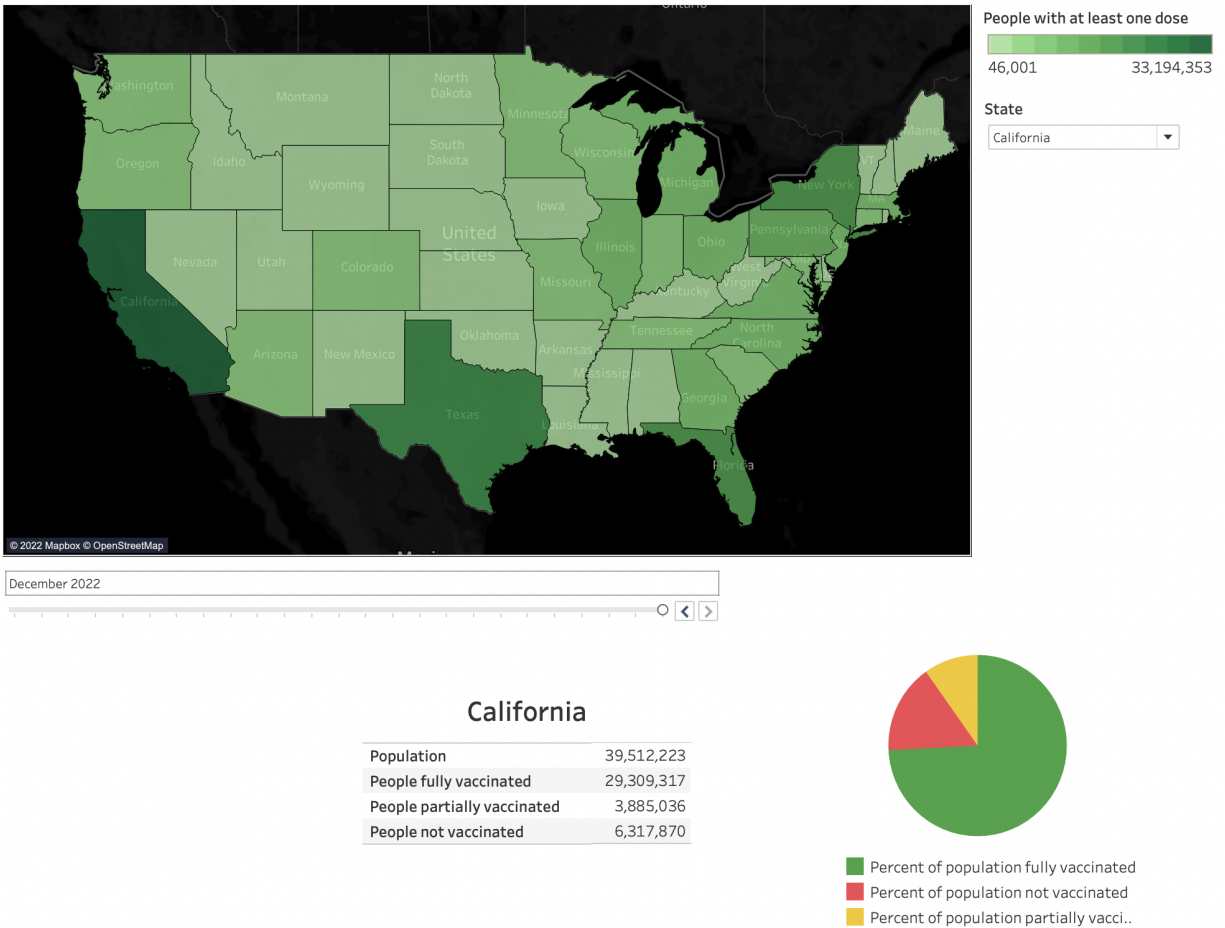 Ontario
People with at least one dose
46,001
33,194,353
State
California
Washington
Montana
North
Dakota
Minnesota
Maine
Oregon
Idaho
South
Dakota
Wisconsin
VT
Wyoming
Michigan
New York
Iowa
MA
United
States
Pennsylvania
Nevada
Utah
Colorado
Illinois
Ohio
MD
West
Virginia
California
Missouri
Kentucky
Oklahoma
Tennessee
North
Carolina
Arizona
New Mexico
Arkansas
Mississippi
Georgia
Texas
Louisiana
Florida
© 2022 Mapbox © OpenStreetMap
December 2022
California
Population 39,512,223
People fully vaccinated 29,309,317
People partially vaccinated 3,885,036
People not vaccinated 6,317,870
Percent of population fully vaccinated
Percent of population not vaccinated
Percent of population partially vacci..